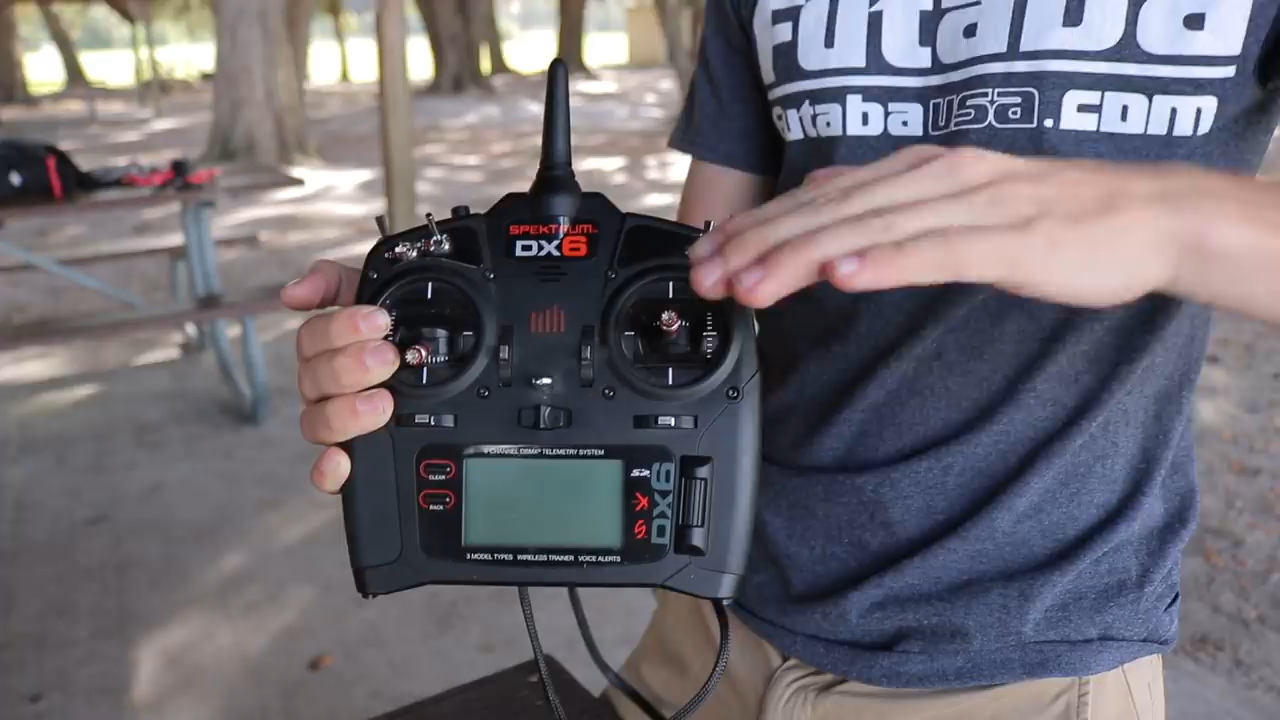 Futaba
Futabausa.com
SPEKTRUM
DX6
6 CHANNEL DSMX® TELEMETRY SYSTEM
CLEAR
BACK
DX6
3 MODEL TYPES WIRELESS TRAINER VOICE ALERTS